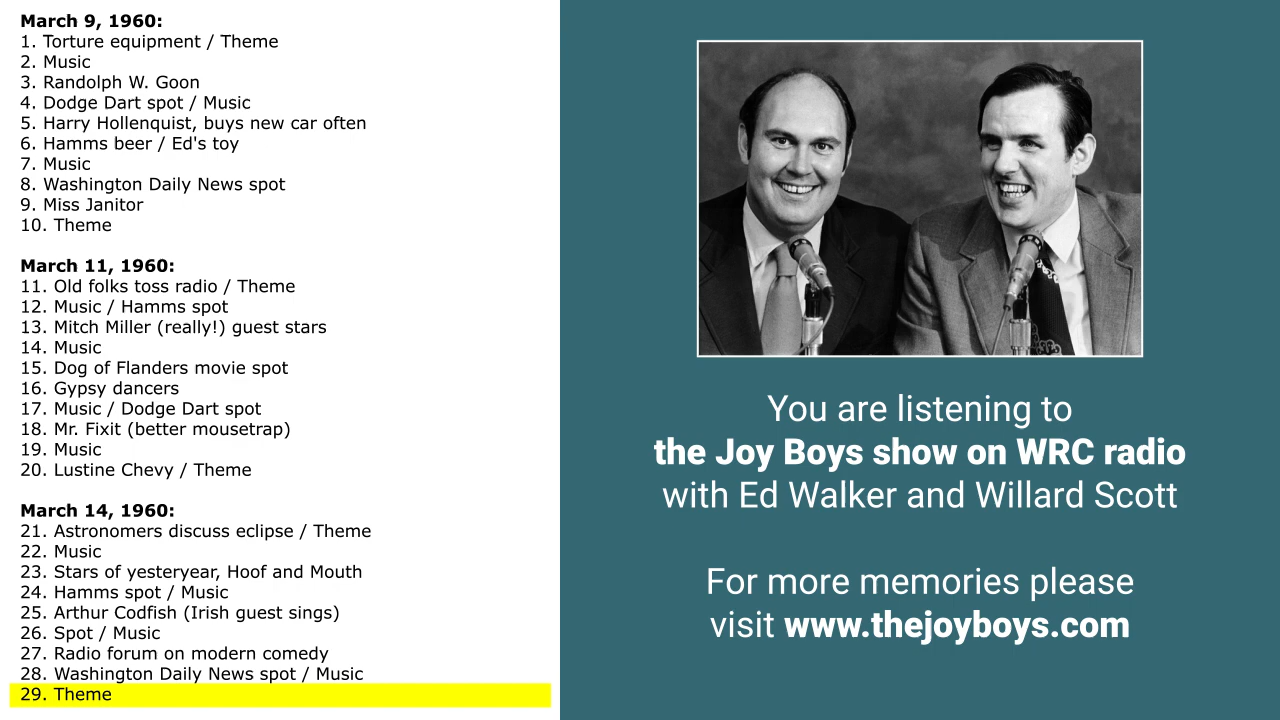 March 9, 1960:
1. Torture equipment / Theme
2. Music
3. Randolph W. Goon
4. Dodge Dart spot / Music
5. Harry Hollenquist, buys new car often
6. Hamms beer / Ed's toy
7. Music
8. Washington Daily News spot
9. Miss Janitor
10. Theme
March 11, 1960:
11. Old folks toss radio / Theme
12. Music / Hamms spot
13. Mitch Miller (really!) guest stars
14. Music
15. Dog of Flanders movie spot
16. Gypsy dancers
17. Music / Dodge Dart spot
18. Mr. Fixit (better mousetrap)
19. Music
20. Lustine Chevy / Theme
March 14, 1960:
21. Astronomers discuss eclipse / Theme
22. Music
23. Stars of yesteryear, Hoof and Mouth
24. Hamms spot / Music
25. Arthur Codfish (Irish guest sings)
26. Spot / Music
27. Radio forum on modern comedy
28. Washington Daily News spot / Music
29. Theme
You are listening to
the Joy Boys show on WRC radio
with Ed Walker and Willard Scott
For more memories please
visit www.thejoyboys.com